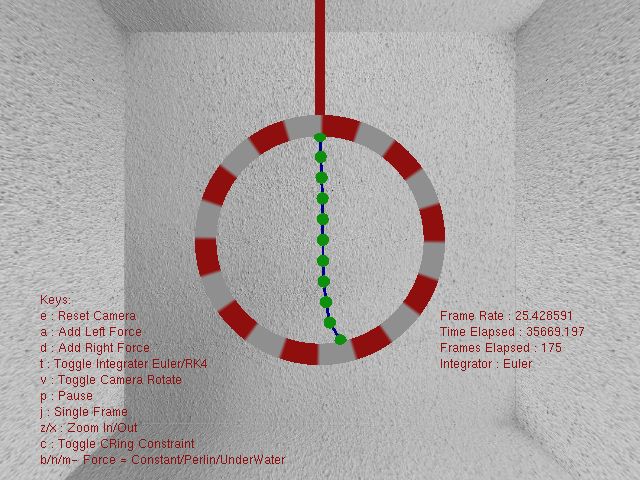 Keys:
e : Reset Camera
a : Add Left Force
d : Add Right Force
t : Toggle Integrater Euler/RK4
v : Toggle Camera Rotate
p : Pause
j : Single Frame
z/x : Zoom In/Out
c : Toggle CRing Constraint
b/n/m- Force = Constant/Perlin/UnderWater
Frame Rate : 25.428591
Time Elapsed : 35669.197
Frames Elapsed : 175
Integrator : Euler